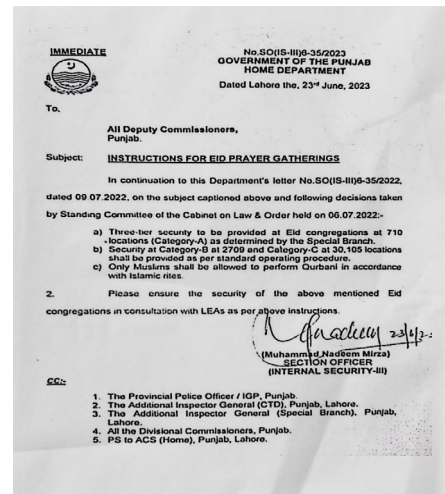 IMMEDIATE
No.SO(IS-III)6-35/2023
GOVERNMENT OF THE PUNJAB
HOME DEPARTMENT
Dated Lahore the, 23rd June, 2023
To,
All Deputy Commissioners,
Punjab.
Subject: INSTRUCTIONS FOR EID PRAYER GATHERINGS
In continuation to this Department's letter No.SO(IS-III)6-35/2022,
dated 09.07.2022, on the subject captioned above and following decisions taken
by Standing Committee of the Cabinet on Law & Order held on 06.07.2022:-
a) Three-tier security to be provided at Eid congregations at 710
locations (Category-A) as determined by the Special Branch.
b) Security at Category-B at 2709 and Category-C at 30,105 locations
shall be provided as per standard operating procedure.
c) Only Muslims shall be allowed to perform Qurbani in accordance
with Islamic rites.
2. Please ensure the security of the above mentioned Eid
congregations in consultation with LEAs as per above instructions.
(Muhammad Nadeem Mirza)
SECTION OFFICER
(INTERNAL SECURITY-III)
CC:-
1. The Provincial Police Officer / IGP, Punjab.
2. The Additional Inspector General (CTD), Punjab, Lahore.
3. The Additional Inspector General (Special Branch), Punjab,
Lahore.
4. All the Divisional Commissioners, Punjab.
5. PS to ACS (Home), Punjab, Lahore.